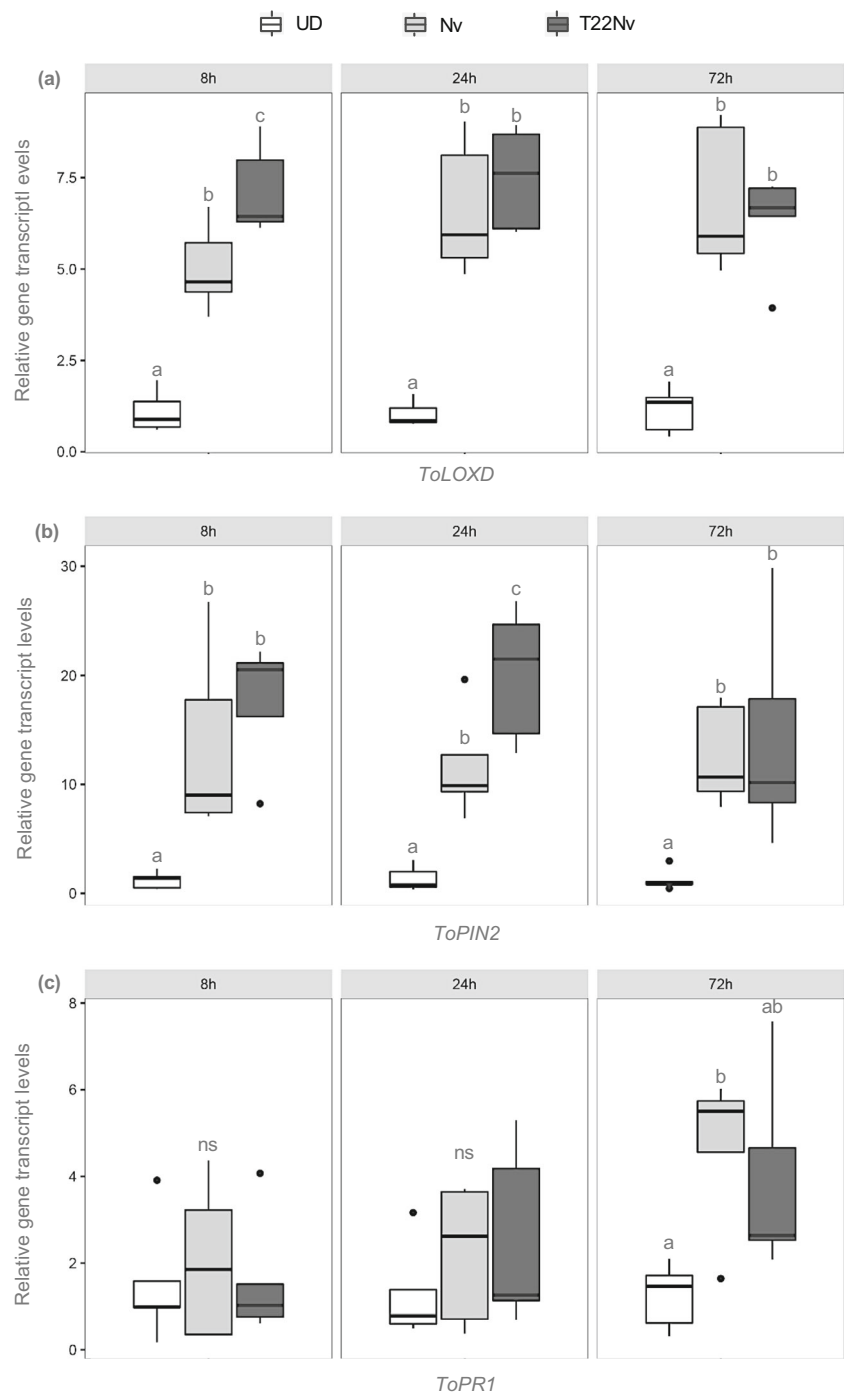 UD Nv T22Nv
(a) 8h 24h 72h
Relative gene transcriptl evels
7.5
5.0
2.5
0.0
a b c
a b b
a b b
ToLOXD
(b) 8h 24h 72h
Relative gene transcript levels
30
20
10
0
a b b
a b c
a b b
ToPIN2
(c) 8h 24h 72h
Relative gene transcript levels
8
6
4
2
0
ns
ns
a b ab
ToPR1